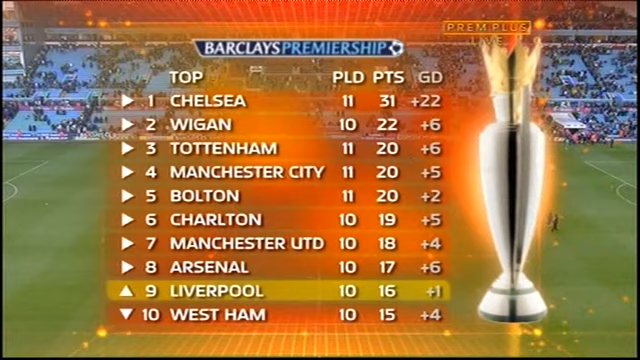 PREM PLUS
LIVE
BARCLAYSPREMIERSHIP
TOP PLD PTS GD
1 CHELSEA 11 31 +22
2 WIGAN 10 22 +6
3 TOTTENHAM 11 20 +6
4 MANCHESTER CITY 11 20 +5
5 BOLTON 11 20 +2
6 CHARLTON 10 19 +5
7 MANCHESTER UTD 10 18 +4
8 ARSENAL 10 17 +6
9 LIVERPOOL 10 16 +1
10 WEST HAM 10 15 +4